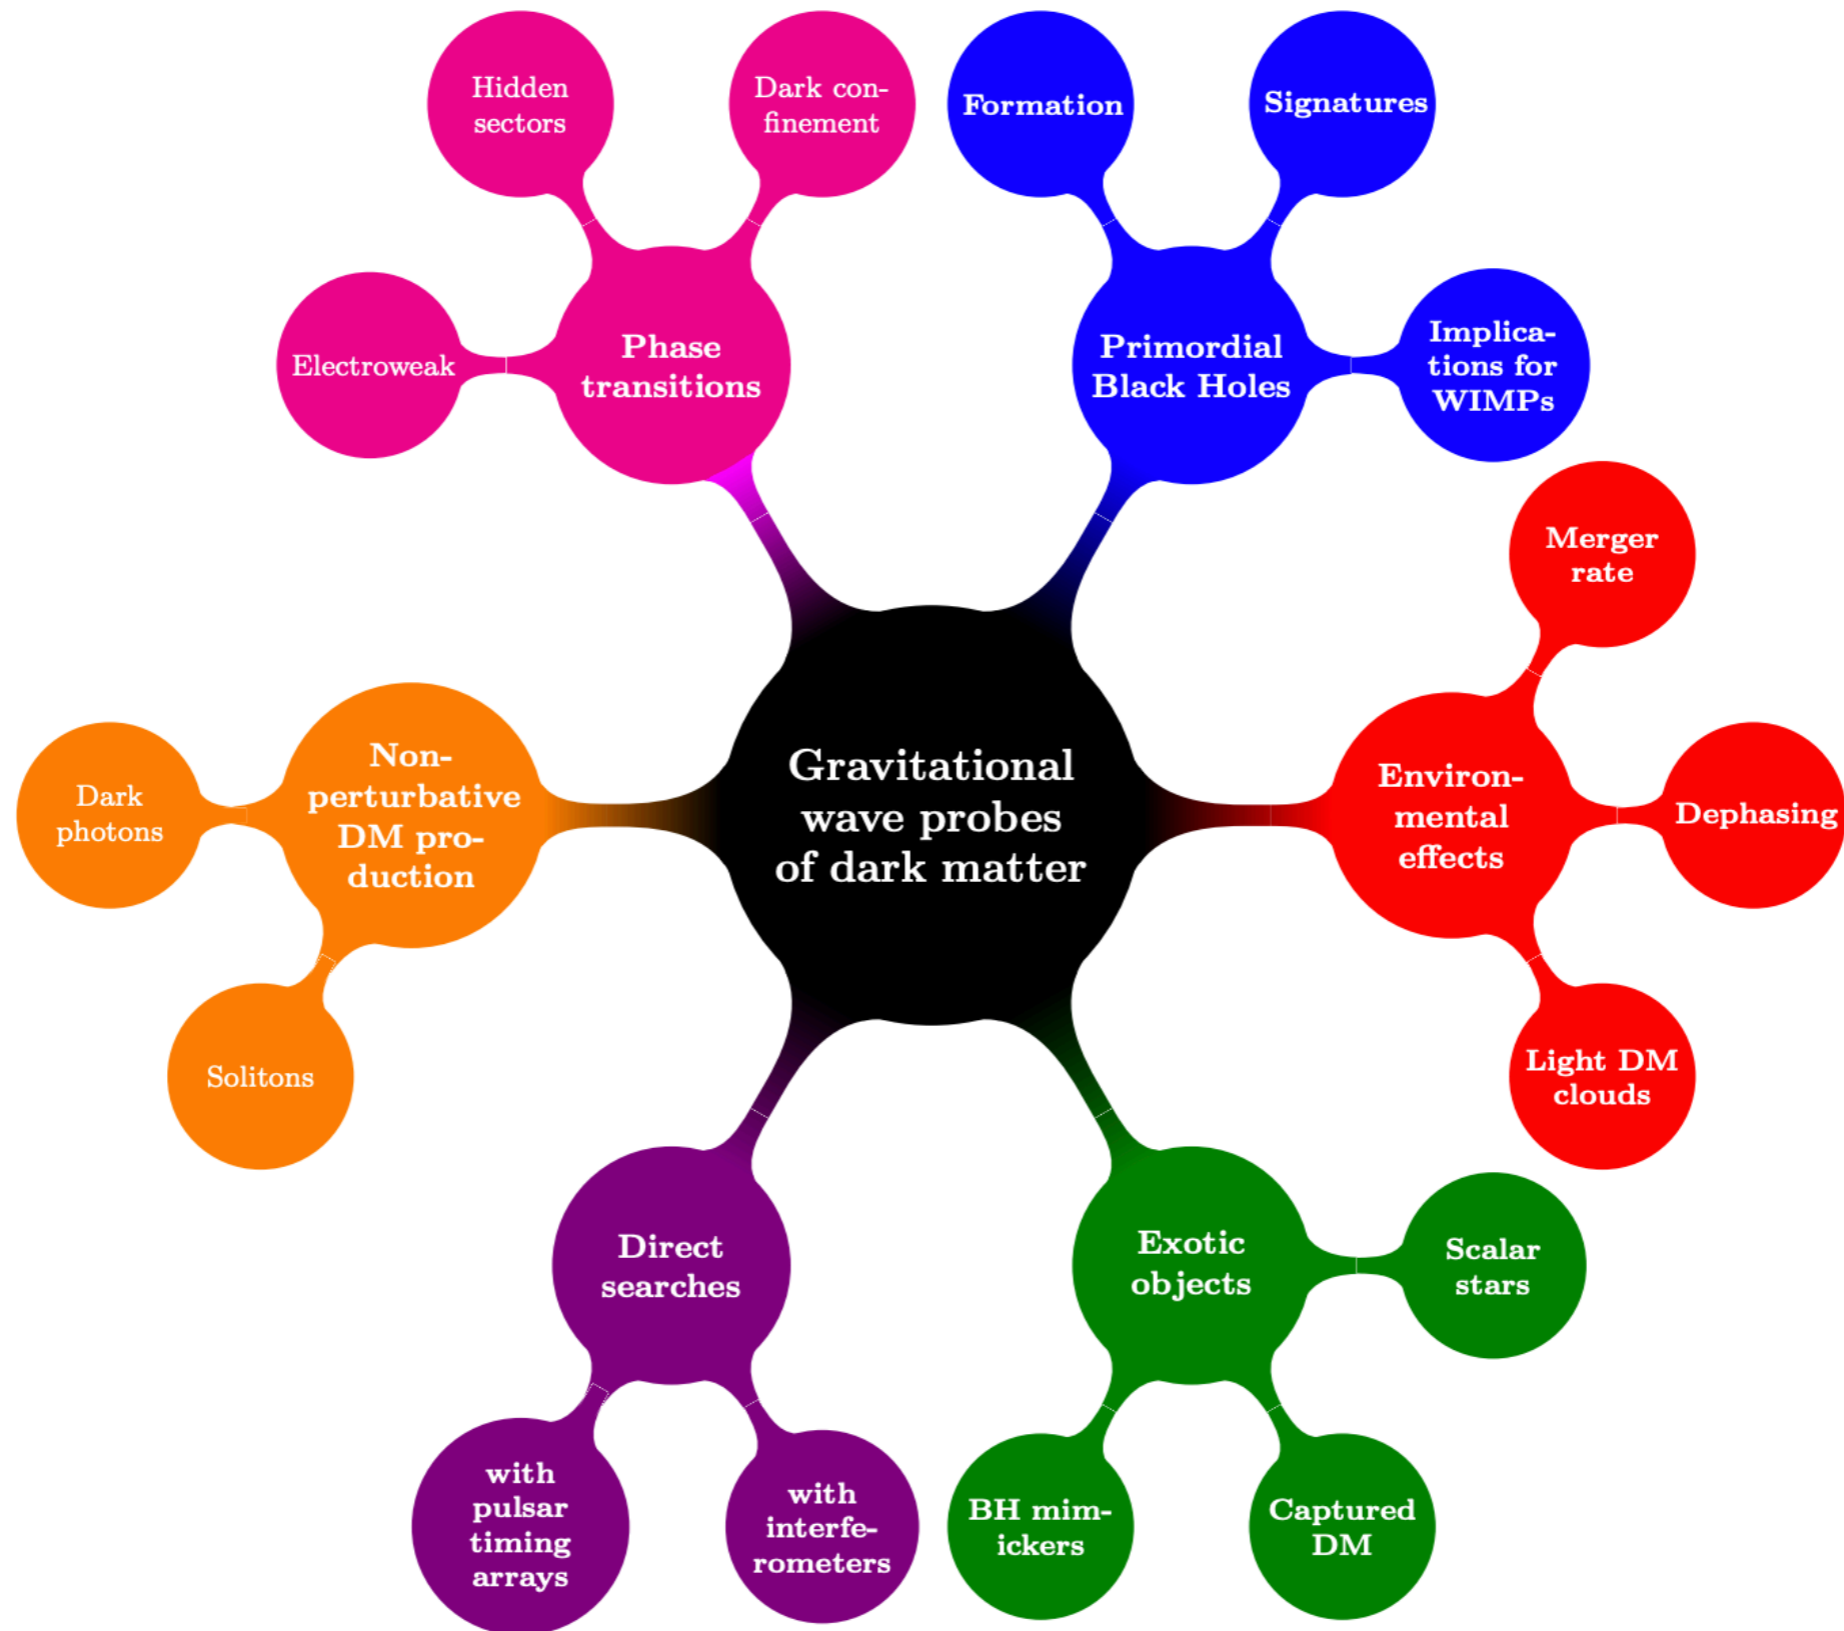 Hidden
sectors
Dark con-
finement
Formation
Signatures
Electroweak
Phase
transitions
Primordial
Black Holes
Implica-
tions for
WIMPs
Merger
rate
Dark
photons
Non-
perturbative
DM pro-
duction
Gravitational
wave probes
of dark matter
Environ-
mental
effects
Dephasing
Solitons
Light DM
clouds
Direct
searches
Exotic
objects
Scalar
stars
with
pulsar
timing
arrays
with
interfe-
rometers
BH mim-
ickers
Captured
DM